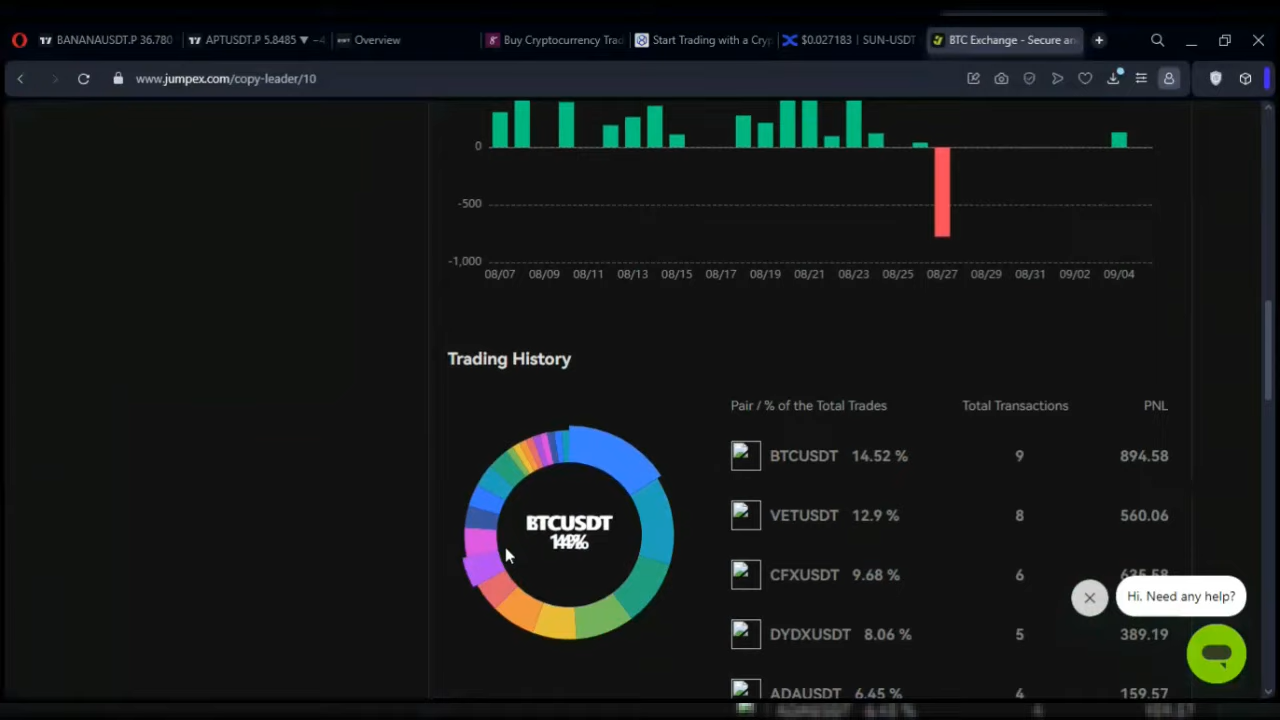 BANANAUSDT.P 36.780
APTUSDT.P 5.8485 ▼ −4
Overview
Buy Cryptocurrency Trad
Start Trading with a Cryp
$0.027183 | SUN-USDT
BTC Exchange - Secure an
www.jumpex.com/copy-leader/10
0
-500
-1,000
08/07 08/09 08/11 08/13 08/15 08/17 08/19 08/21 08/23 08/25 08/27 08/29 08/31 09/02 09/04
Trading History
Pair / % of the Total Trades Total Transactions PNL
BTCUSDT 14.52 % 9 894.58
VETUSDT 12.9 % 8 560.06
CFXUSDT 9.68 % 6 635.58
DYDXUSDT 8.06 % 5 389.19
ADAUSDT 6.45 % 4 159.57
BTCUSDT
Hi. Need any help?